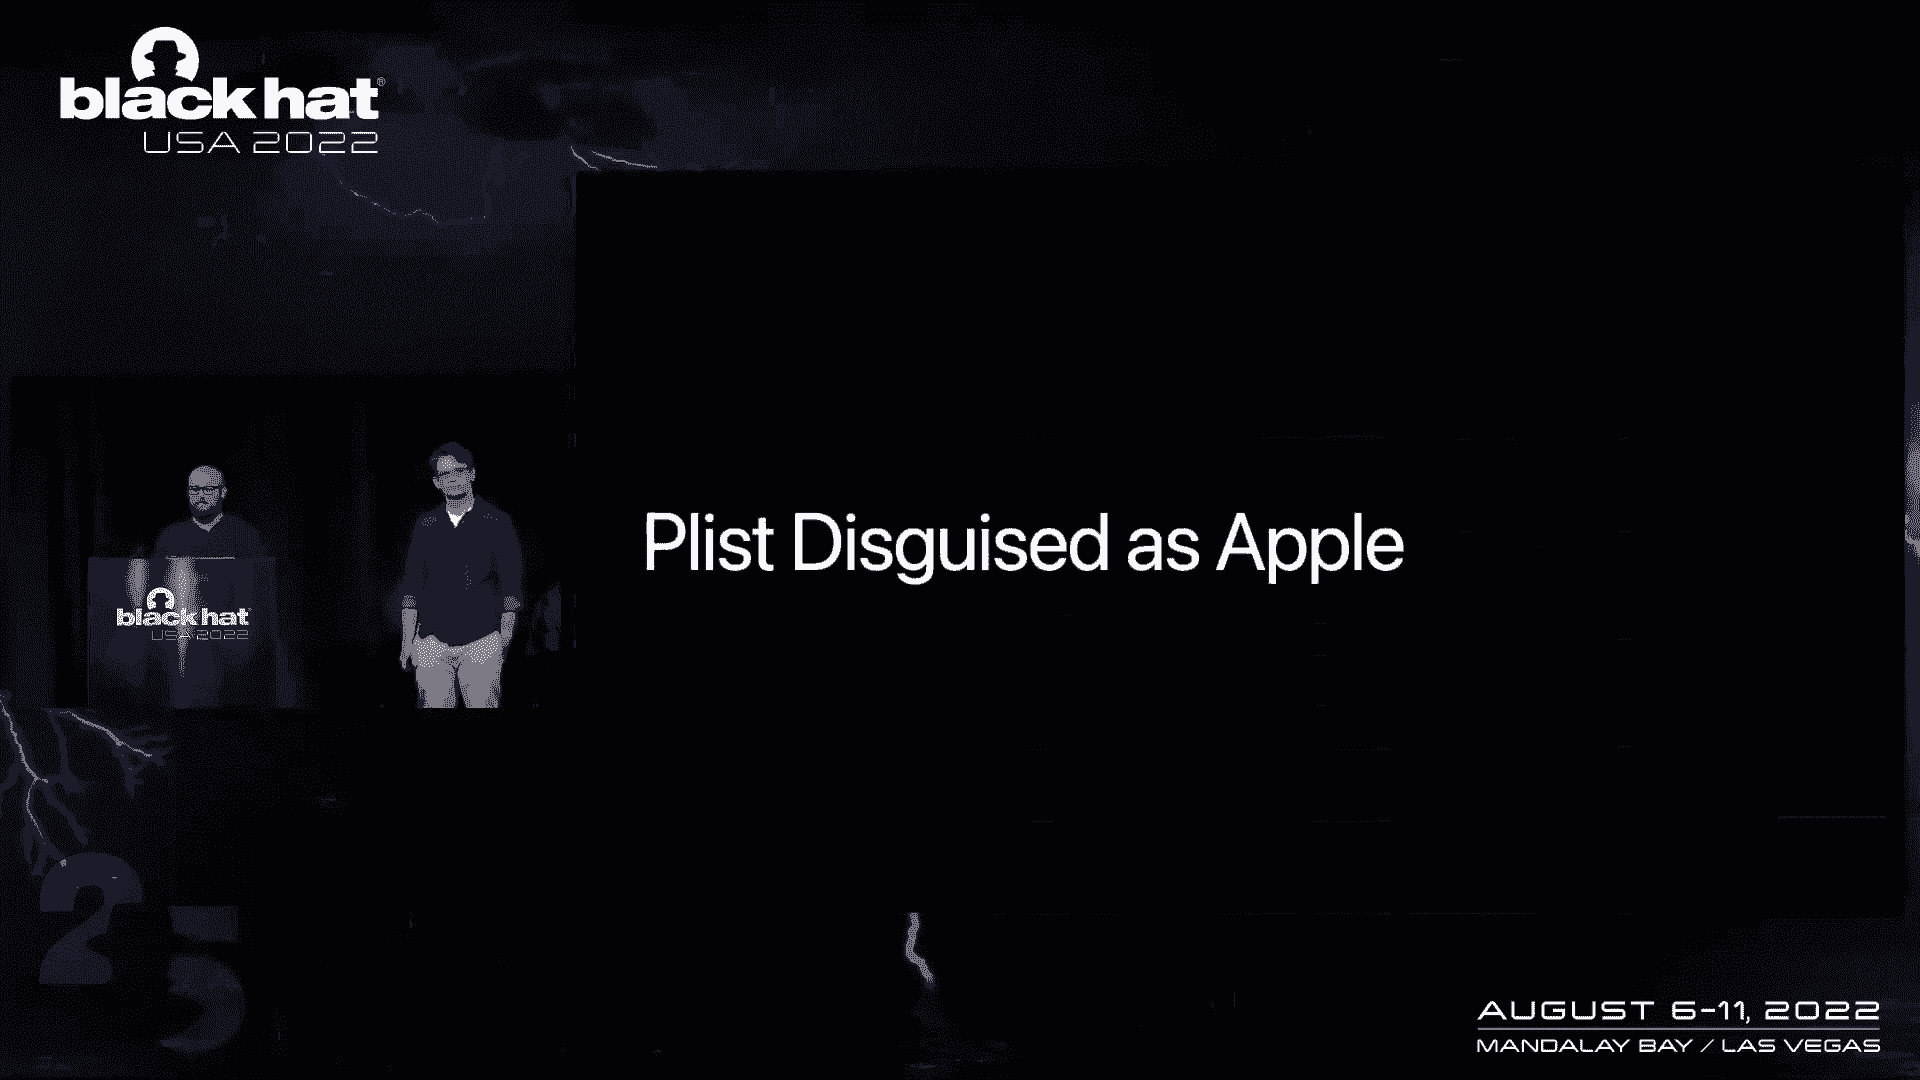 black hat®
USA 2022
black hat
USA 2022
Plist Disguised as Apple
25
AUGUST 6-11, 2022
MANDALAY BAY / LAS VEGAS